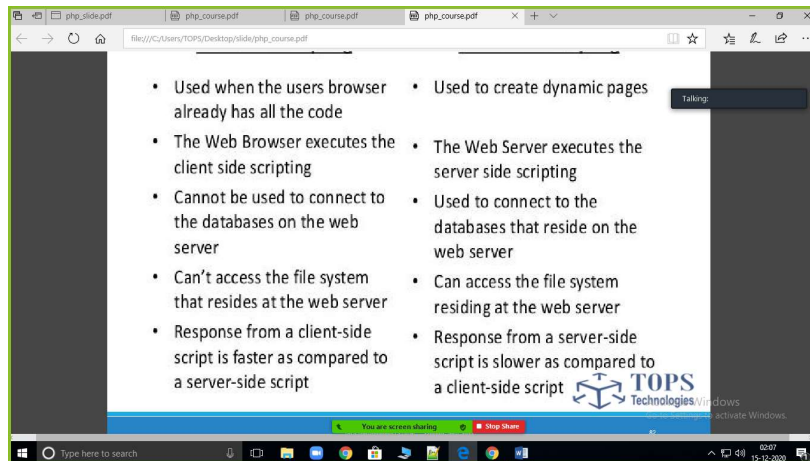 php_slide.pdf
php_course.pdf
php_course.pdf
php_course.pdf
file:///C:/Users/TOPS/Desktop/slide/php_course.pdf
Talking:
• Used when the users browser
already has all the code
• The Web Browser executes the
client side scripting
• Cannot be used to connect to
the databases on the web
server
• Can't access the file system
that resides at the web server
• Response from a client-side
script is faster as compared to
a server-side script
• Used to create dynamic pages
• The Web Server executes the
server side scripting
• Used to connect to the
databases that reside on the
web server
• Can access the file system
residing at the web server
• Response from a server-side
script is slower as compared to
a client-side script
TOPS
Technologies
activate Windows.
You are screen sharing
Stop Share
Type here to search
02:07
15-12-2020